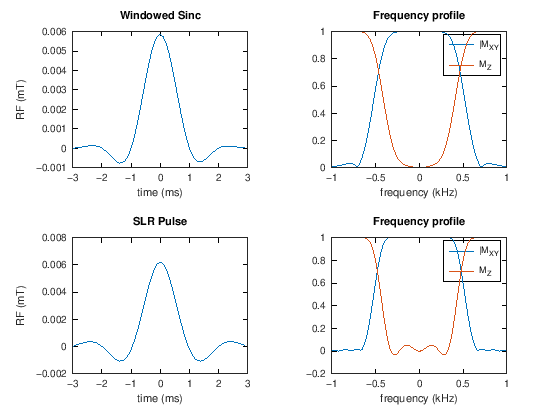 Windowed Sinc
0.006
0.005
0.004
0.003
0.002
0.001
0
−0.001
RF (mT)
−3 −2 −1 0 1 2 3
time (ms)
Frequency profile
1
0.8
0.6
0.4
0.2
0
−1 −0.5 0 0.5 1
frequency (kHz)
|MXY
MZ
SLR Pulse
0.008
0.006
0.004
0.002
0
−0.002
RF (mT)
−3 −2 −1 0 1 2 3
time (ms)
Frequency profile
1
0.8
0.6
0.4
0.2
0
−0.2
−1 −0.5 0 0.5 1
frequency (kHz)
|MXY
MZ